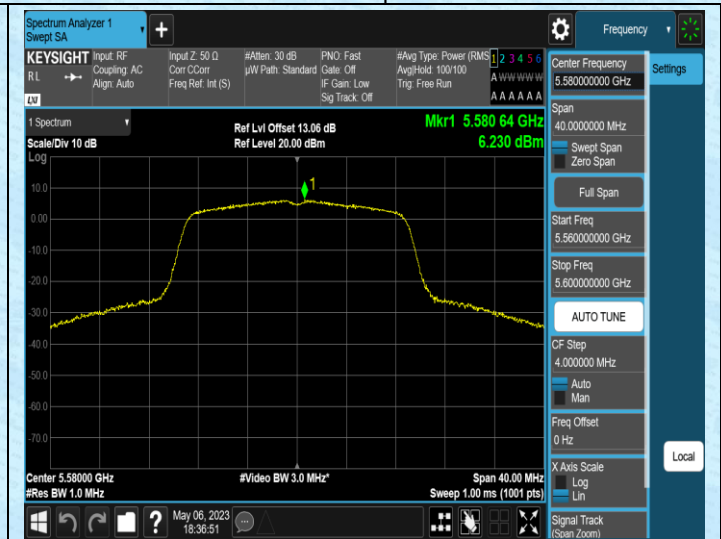 Spectrum Analyzer 1
Swept SA
+
Frequency
KEYSIGHT
R L
LXI
Input: RF
Coupling: AC
Align: Auto
Input Z: 50 Ω
Corr CCorr
Freq Ref: Int (S)
#Atten: 30 dB
µW Path: Standard
PNO: Fast
Gate: Off
IF Gain: Low
Sig Track: Off
#Avg Type: Power (RMS
Avg|Hold: 100/100
Trig: Free Run
1 2 3 4 5 6
A W W W W W
A A A A A A
1 Spectrum
Scale/Div 10 dB
Log
Ref Lvl Offset 13.06 dB
Ref Level 20.00 dBm
Mkr1 5.580 64 GHz
6.230 dBm
1
10.0
0.00
-10.0
-20.0
-30.0
-40.0
-50.0
-60.0
-70.0
Center 5.58000 GHz
#Res BW 1.0 MHz
#Video BW 3.0 MHz*
Span 40.00 MHz
Sweep 1.00 ms (1001 pts)
Center Frequency
5.580000000 GHz
Settings
Span
40.0000000 MHz
Swept Span
Zero Span
Full Span
Start Freq
5.560000000 GHz
Stop Freq
5.600000000 GHz
AUTO TUNE
CF Step
4.000000 MHz
Auto
Man
Freq Offset
0 Hz
X Axis Scale
Log
Lin
Local
Signal Track
(Span Zoom)
?
May 06, 2023
18:36:51